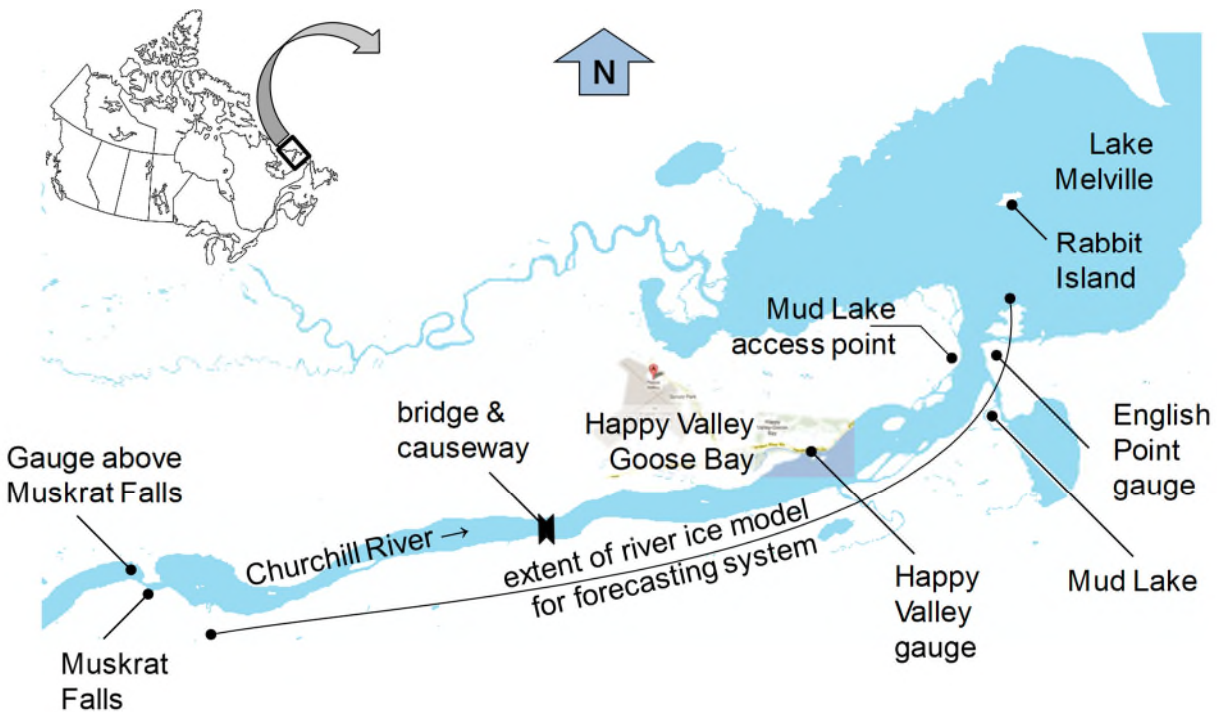 N
Lake
Melville
Rabbit
Island
Mud Lake
access point
bridge &
causeway
Happy Valley
Goose Bay
English
Point
gauge
Gauge above
Muskrat Falls
Churchill River →
extent of river ice model
for forecasting system
Happy
Valley
gauge
Mud Lake
Muskrat
Falls